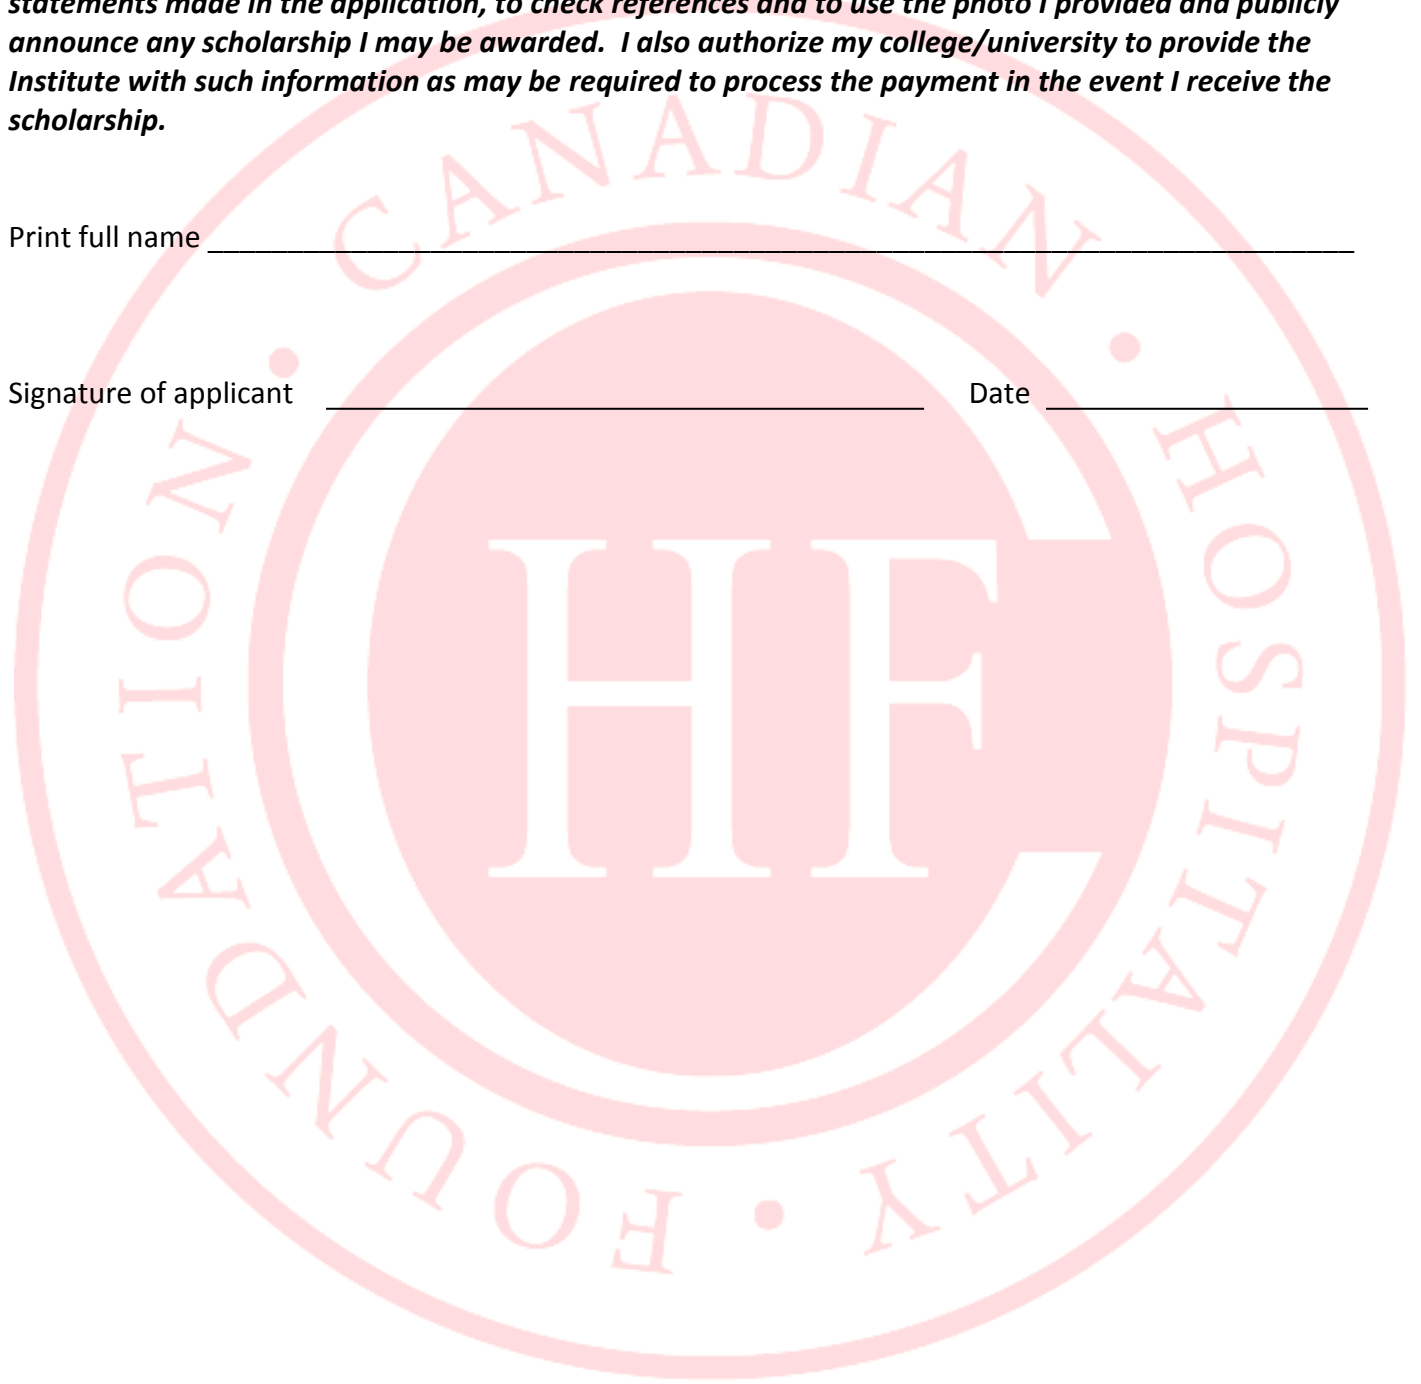 statements made in the application, to check references and to use the photo I provided and publicly
announce any scholarship I may be awarded.  I also authorize my college/university to provide the
Institute with such information as may be required to process the payment in the event I receive the
scholarship.
Print full name
Signature of applicant
Date
CANADIAN • HOSPITALITY • FOUNDATION •
CHF